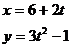 x = 6 + 2t
y = 3t² − 1